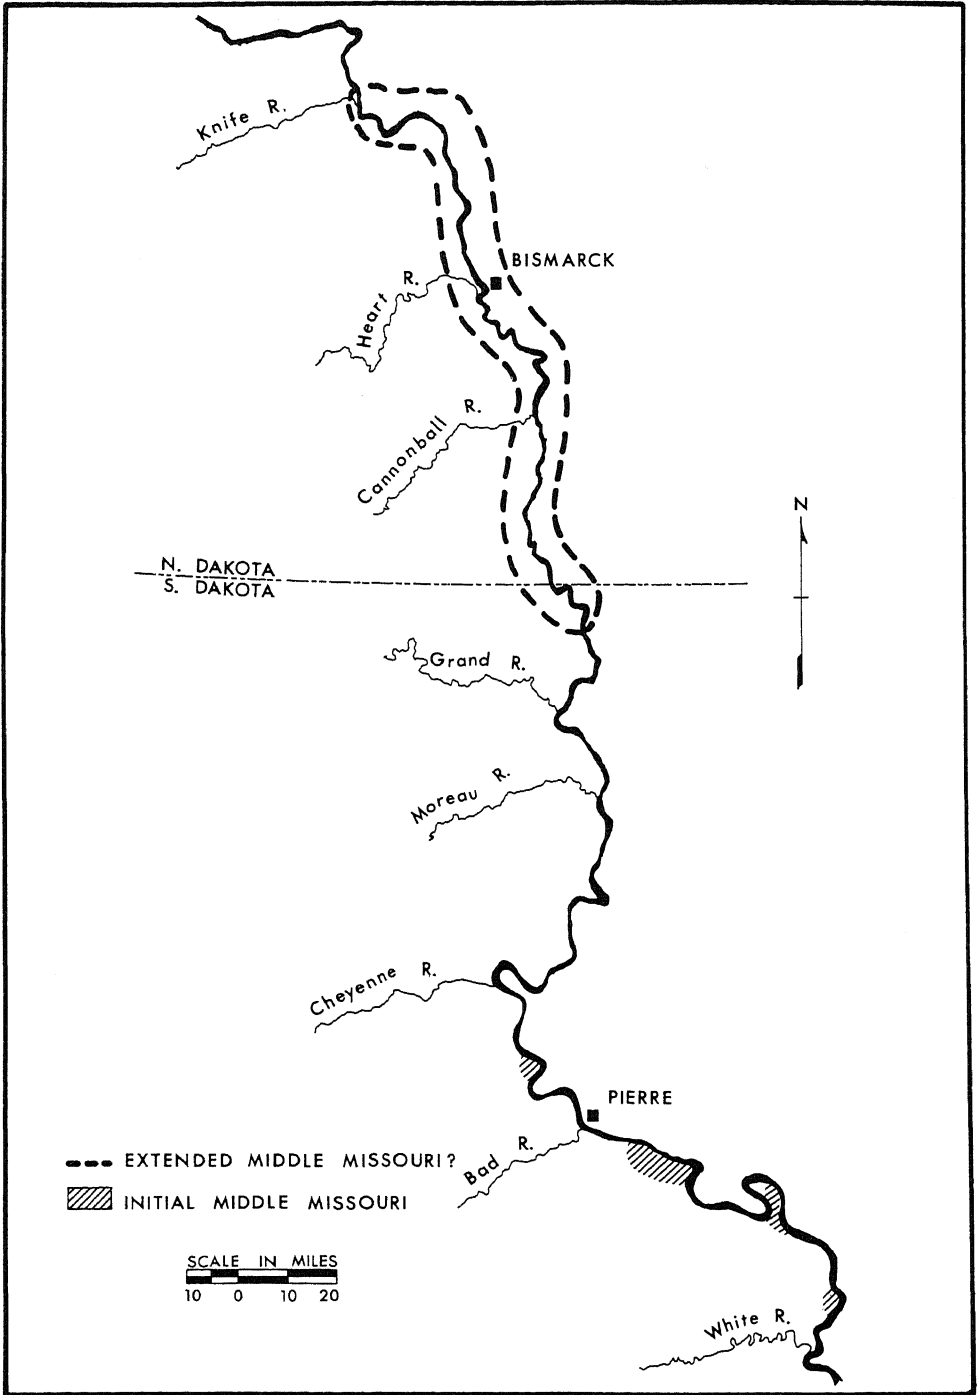 Knife R.
BISMARCK
Heart R.
Cannonball R.
N
N. DAKOTA
S. DAKOTA
Grand R.
Moreau R.
Cheyenne R.
PIERRE
Bad R.
EXTENDED MIDDLE MISSOURI?
INITIAL MIDDLE MISSOURI
SCALE IN MILES
10 0 10 20
White R.